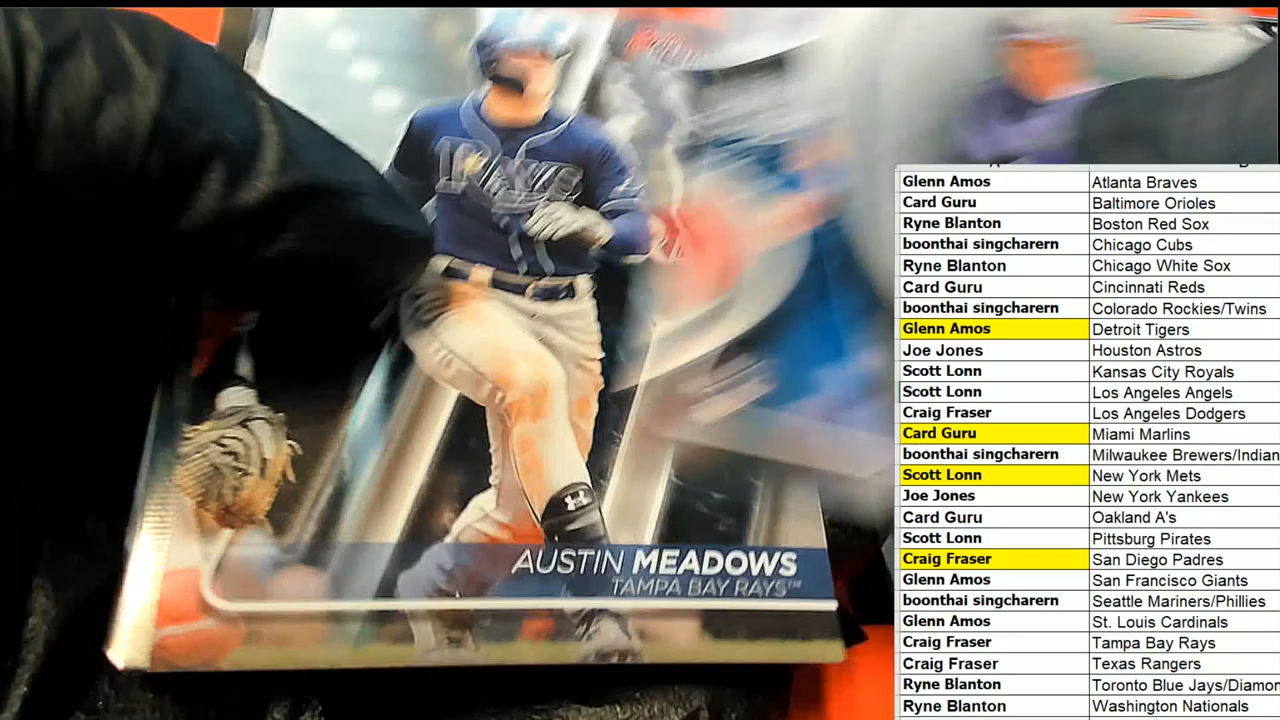 RAYS
AUSTIN MEADOWS
TAMPA BAY RAYS™
Glenn Amos Atlanta Braves
Card Guru Baltimore Orioles
Ryne Blanton Boston Red Sox
boonthai singcharern Chicago Cubs
Ryne Blanton Chicago White Sox
Card Guru Cincinnati Reds
boonthai singcharern Colorado Rockies/Twins
Glenn Amos Detroit Tigers
Joe Jones Houston Astros
Scott Lonn Kansas City Royals
Scott Lonn Los Angeles Angels
Craig Fraser Los Angeles Dodgers
Card Guru Miami Marlins
boonthai singcharern Milwaukee Brewers/Indian
Scott Lonn New York Mets
Joe Jones New York Yankees
Card Guru Oakland A's
Scott Lonn Pittsburg Pirates
Craig Fraser San Diego Padres
Glenn Amos San Francisco Giants
boonthai singcharern Seattle Mariners/Phillies
Glenn Amos St. Louis Cardinals
Craig Fraser Tampa Bay Rays
Craig Fraser Texas Rangers
Ryne Blanton Toronto Blue Jays/Diamon
Ryne Blanton Washington Nationals